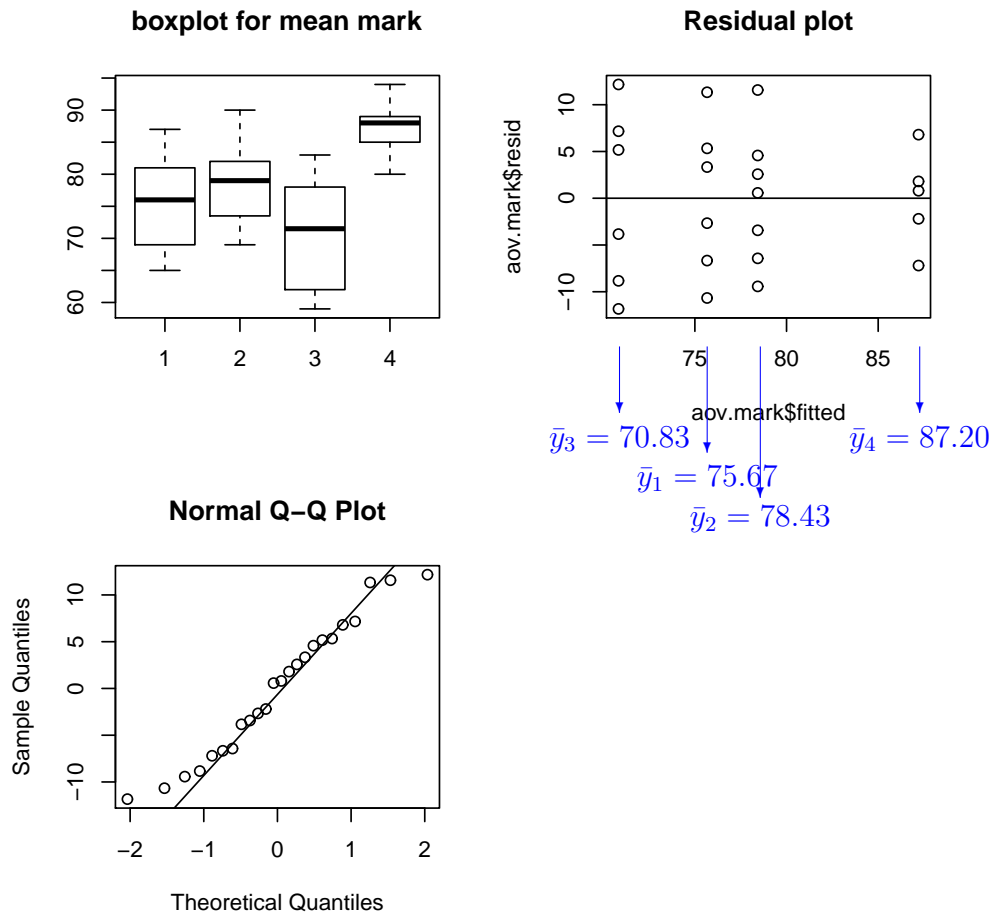 boxplot for mean mark
90
80
70
60
1 2 3 4
Residual plot
aov.mark$resid
10
5
0
−10
75 80 85
aov.mark$fitted
ȳ3 = 70.83
ȳ4 = 87.20
ȳ1 = 75.67
ȳ2 = 78.43
Normal Q−Q Plot
Sample Quantiles
10
5
0
−10
−2 −1 0 1 2
Theoretical Quantiles